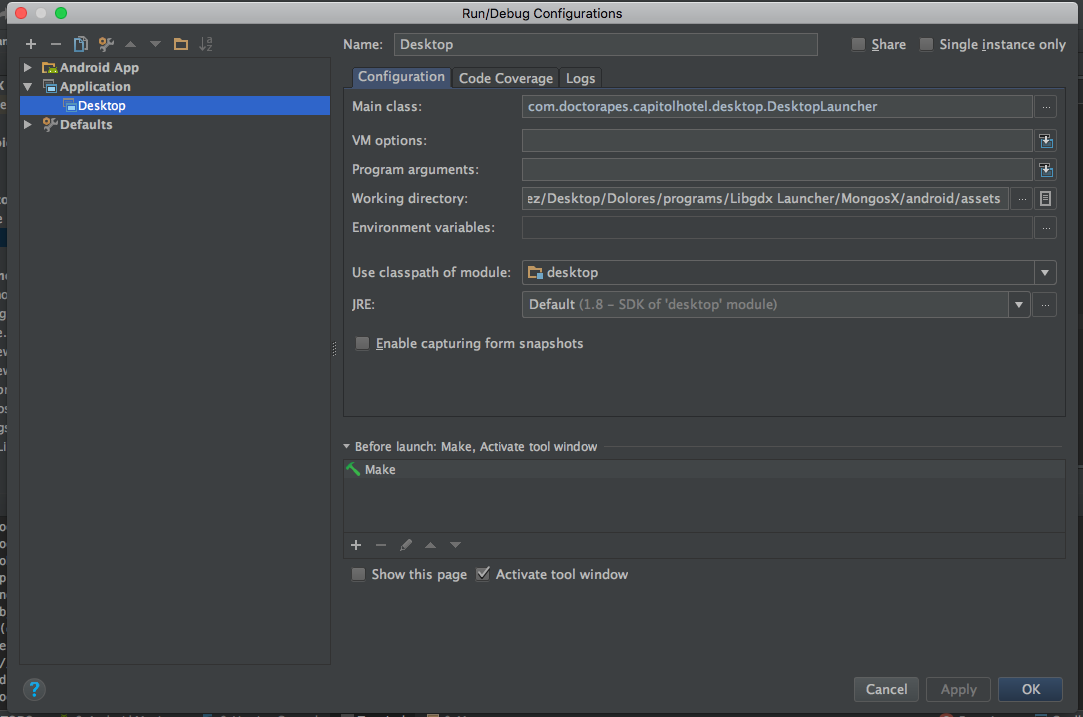 Run/Debug Configurations
Name: Desktop
Share
Single instance only
Android App
Application
Desktop
Defaults
Configuration
Code Coverage
Logs
Main class: com.doctorapes.capitolhotel.desktop.DesktopLauncher
VM options:
Program arguments:
Working directory: ez/Desktop/Dolores/programs/Libgdx Launcher/MongosX/android/assets
Environment variables:
Use classpath of module: desktop
JRE: Default (1.8 – SDK of 'desktop' module)
Enable capturing form snapshots
Before launch: Make, Activate tool window
Make
Show this page
Activate tool window
?
Cancel
Apply
OK